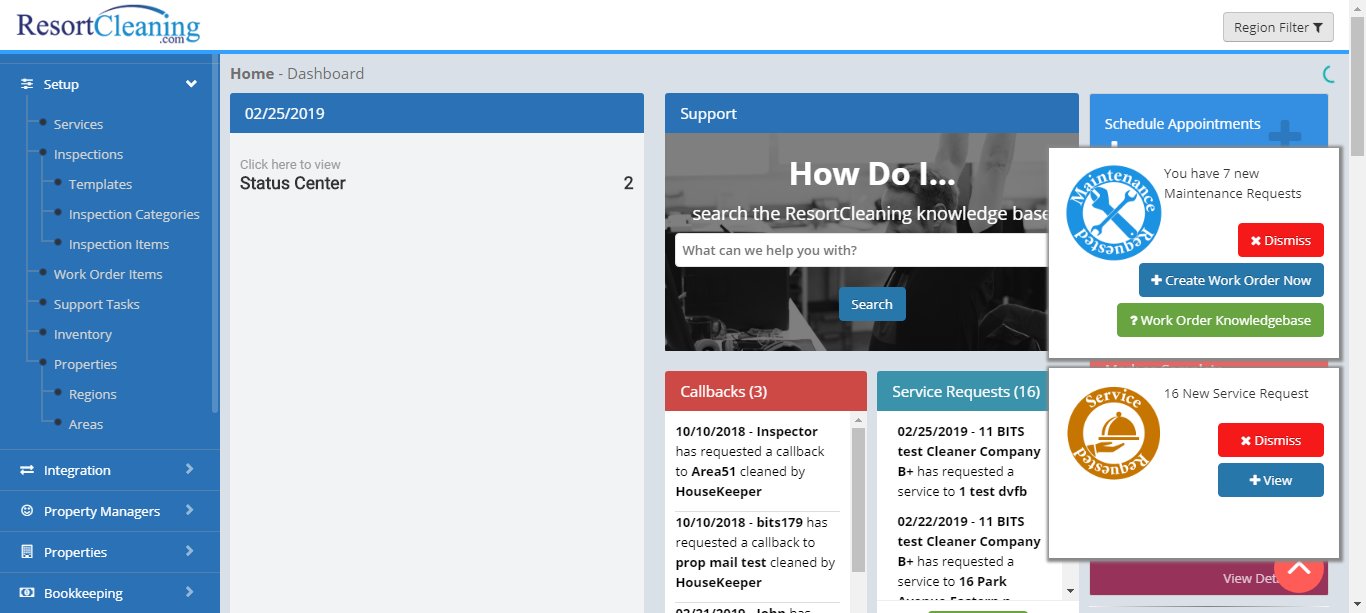 ResortCleaning
.com
Region Filter
Setup
Services
Inspections
Templates
Inspection Categories
Inspection Items
Work Order Items
Support Tasks
Inventory
Properties
Regions
Areas
Integration
Property Managers
Properties
Bookkeeping
Home - Dashboard
02/25/2019
Click here to view
Status Center 2
Support
How Do I...
search the ResortCleaning knowledge base
What can we help you with?
Search
Callbacks (3)
10/10/2018 - Inspector
has requested a callback
to Area51 cleaned by
HouseKeeper
10/10/2018 - bits179 has
requested a callback to
prop mail test cleaned by
HouseKeeper
02/21/2019 - John has
Service Requests (16)
02/25/2019 - 11 BITS
test Cleaner Company
B+ has requested a
service to 1 test dvfb
02/22/2019 - 11 BITS
test Cleaner Company
B+ has requested a
service to 16 Park
Avenue Eastern
Schedule Appointments
Maintenance
Requested
You have 7 new
Maintenance Requests
Dismiss
Create Work Order Now
? Work Order Knowledgebase
Service
Requested
16 New Service Request
Dismiss
View
View